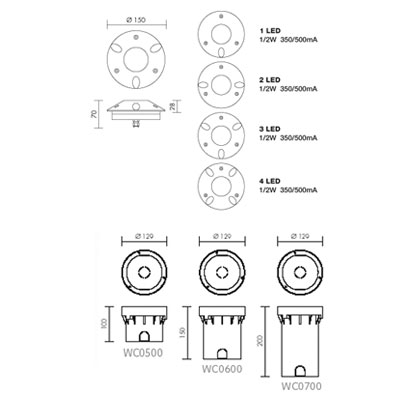 Ø 150
1 LED
1/2W 350/500mA
2 LED
1/2W 350/500mA
70
28
3 LED
1/2W 350/500mA
4 LED
1/2W 350/500mA
Ø 129
Ø 129
Ø 129
100
150
200
WC0500
WC0600
WC0700